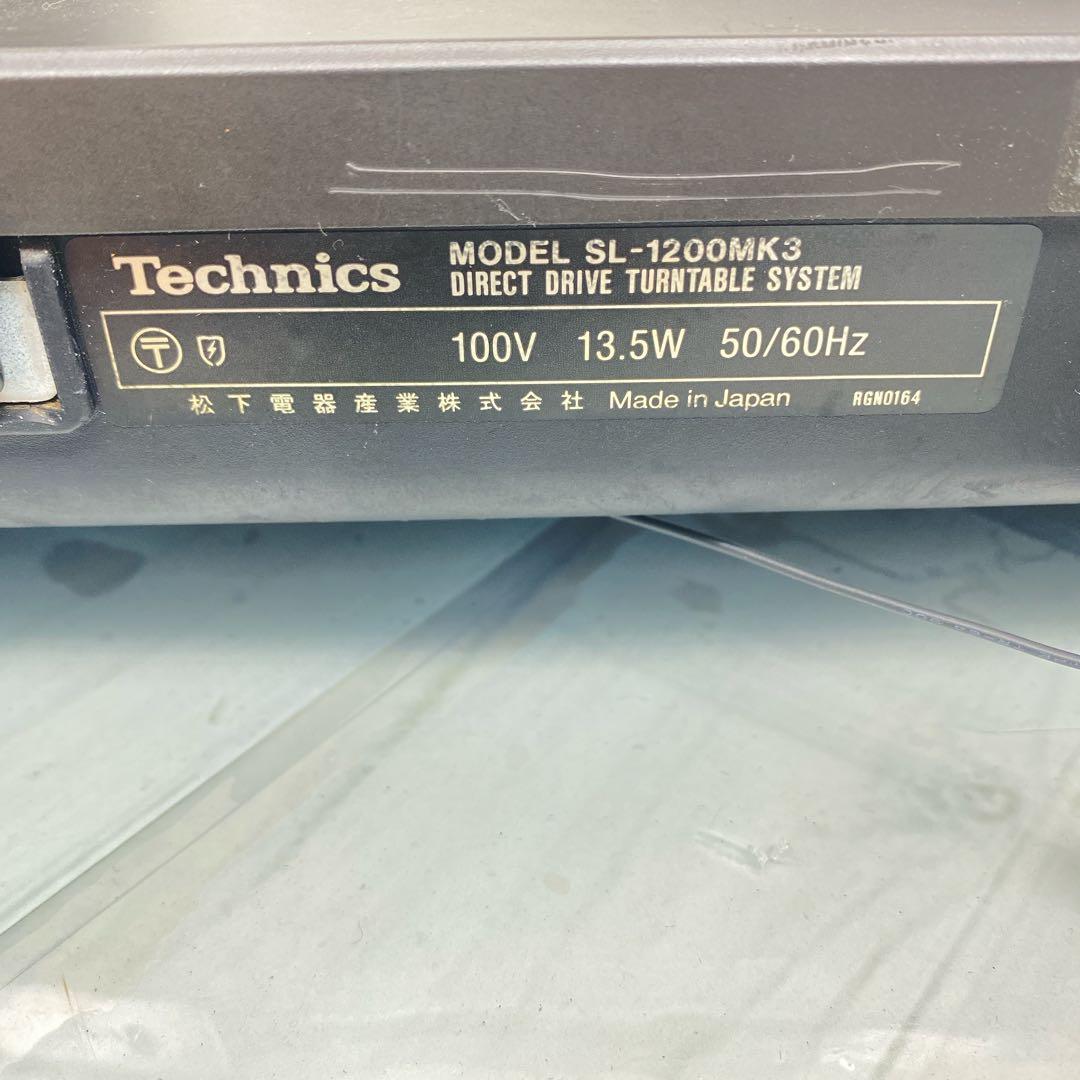 Technics
MODEL SL-1200MK3
DIRECT DRIVE TURNTABLE SYSTEM
〒 100V 13.5W 50/60Hz
松下電器産業株式会社 Made in Japan RGN0164